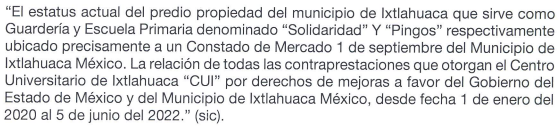 “El estatus actual del predio propiedad del municipio de Ixtlahuaca que sirve como
Guardería y Escuela Primaria denominado “Solidaridad” Y “Pingos” respectivamente
ubicado precisamente a un Constado de Mercado 1 de septiembre del Municipio de
Ixtlahuaca México. La relación de todas las contraprestaciones que otorgan el Centro
Universitario de Ixtlahuaca “CUI” por derechos de mejoras a favor del Gobierno del
Estado de México y del Municipio de Ixtlahuaca México, desde fecha 1 de enero del
2020 al 5 de junio del 2022.” (sic).